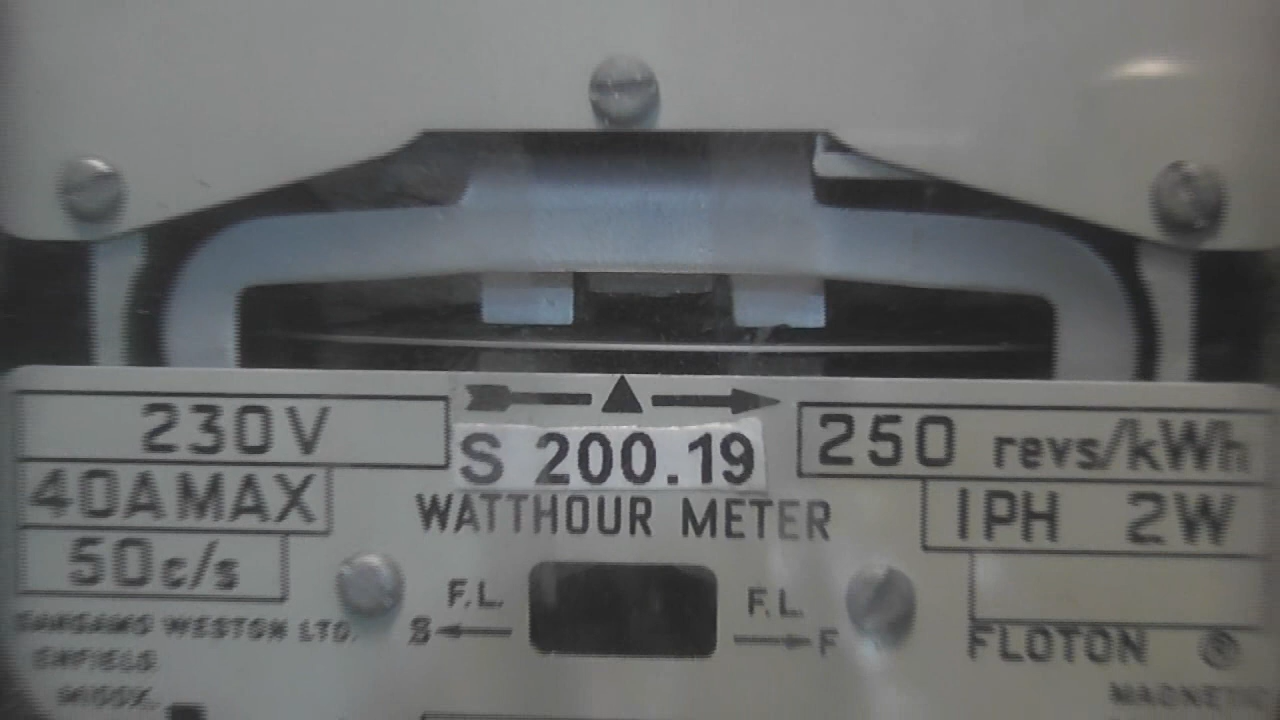 230V
S 200.19
250 revs/kWh
40A MAX
WATTHOUR METER
1PH 2W
50c/s
F.L.
F.L.
S
F
SANGAMO WESTON LTD.
FLOTON
ENFIELD
MIDDX.
MAGNETIC